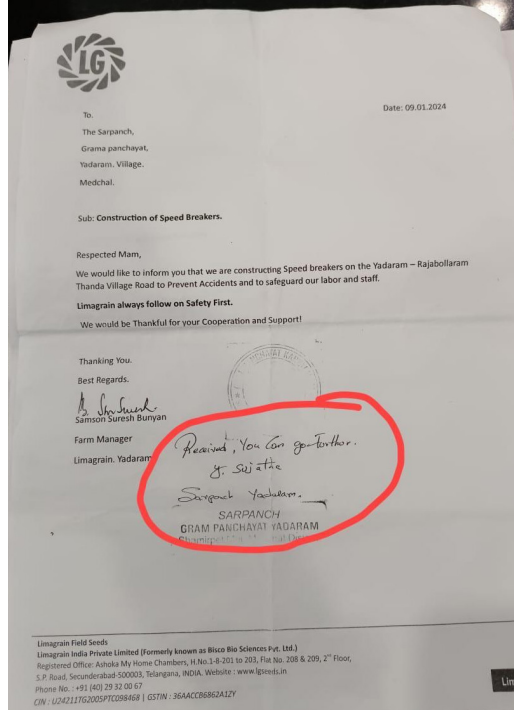 LG
Date: 09.01.2024
To.
The Sarpanch,
Grama panchayat,
Yadaram. Village.
Medchal.
Sub: Construction of Speed Breakers.
Respected Mam,
We would like to inform you that we are constructing Speed breakers on the Yadaram – Rajabollaram
Thanda Village Road to Prevent Accidents and to safeguard our labor and staff.
Limagrain always follow on Safety First.
We would be Thankful for your Cooperation and Support!
Thanking You.
Best Regards.
Samson Suresh Bunyan
Farm Manager
Limagrain. Yadaram
Received, You Can go Forther.
Y. Sujatha
Sarpanch Yadaram.
SARPANCH
GRAM PANCHAYAT YADARAM
Limagrain Field Seeds
Limagrain India Private Limited (Formerly known as Bisco Bio Sciences Pvt. Ltd.)
Registered Office: Ashoka My Home Chambers, H.No.1-8-201 to 203, Flat No. 208 & 209, 2nd Floor,
S.P. Road, Secunderabad-500003, Telangana, INDIA. Website : www.lgseeds.in
Phone No. : +91 (40) 29 32 00 67
CIN : U24211TG2005PTC098468 | GSTIN : 36AACCB6862A1ZY
Lim